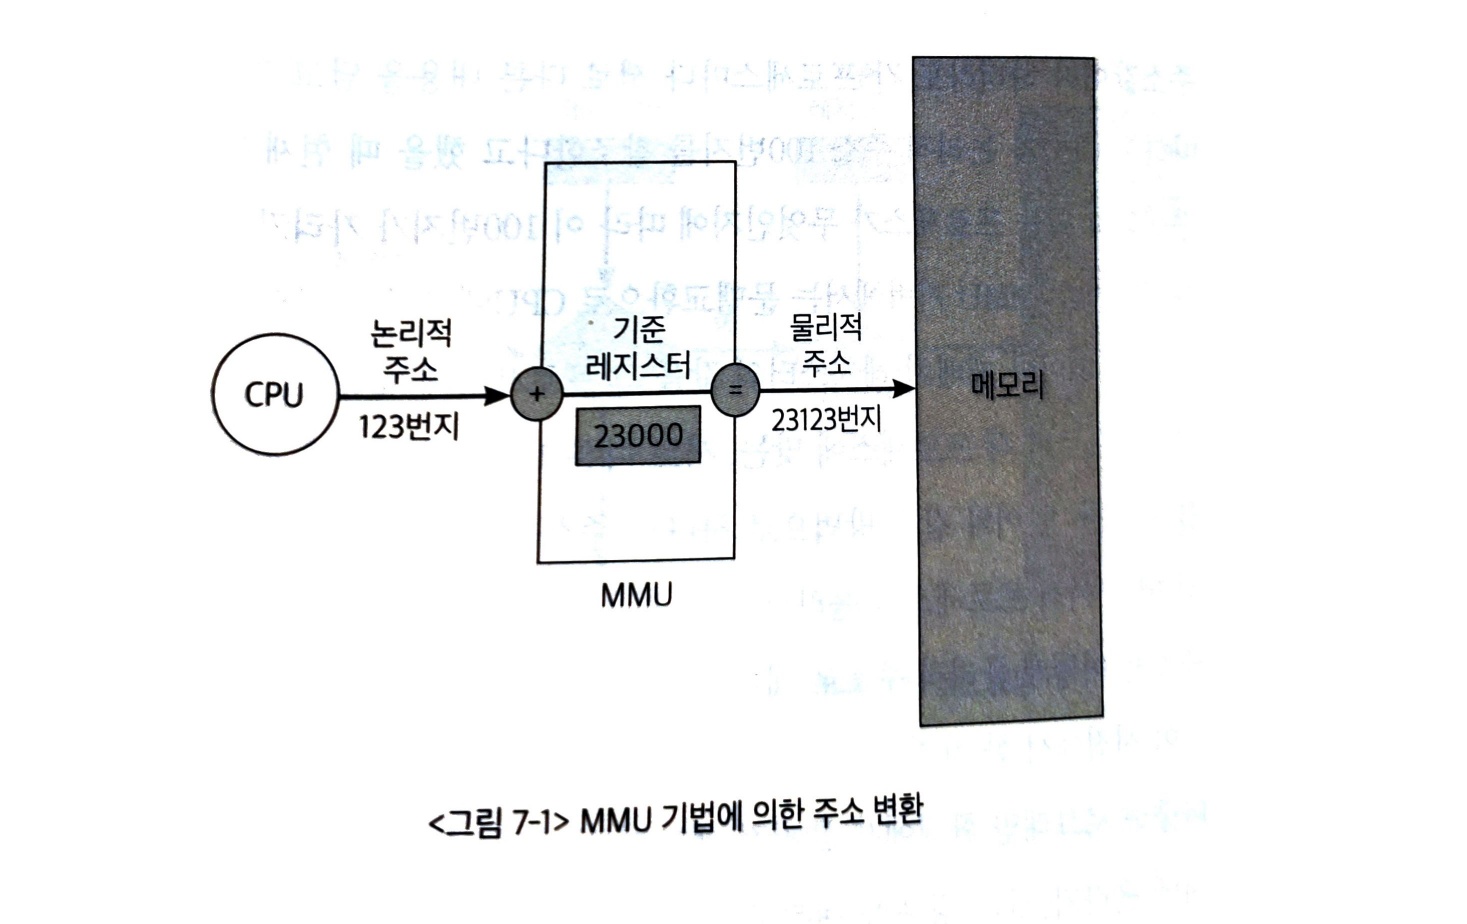 CPU
논리적
주소
123번지
+
기준
레지스터
23000
=
물리적
주소
23123번지
메모리
MMU
<그림 7-1> MMU 기법에 의한 주소 변환